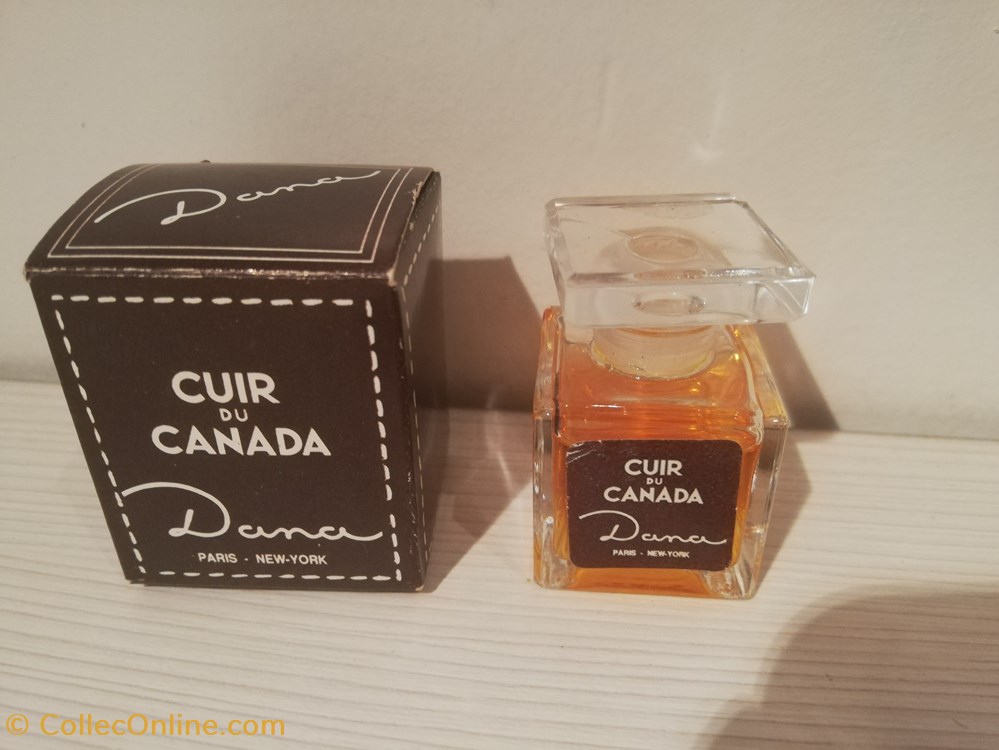 Dana
CUIR
DU
CANADA
Dana
PARIS - NEW-YORK
CUIR
DU
CANADA
Dana
PARIS - NEW-YORK
© CollecOnline.com